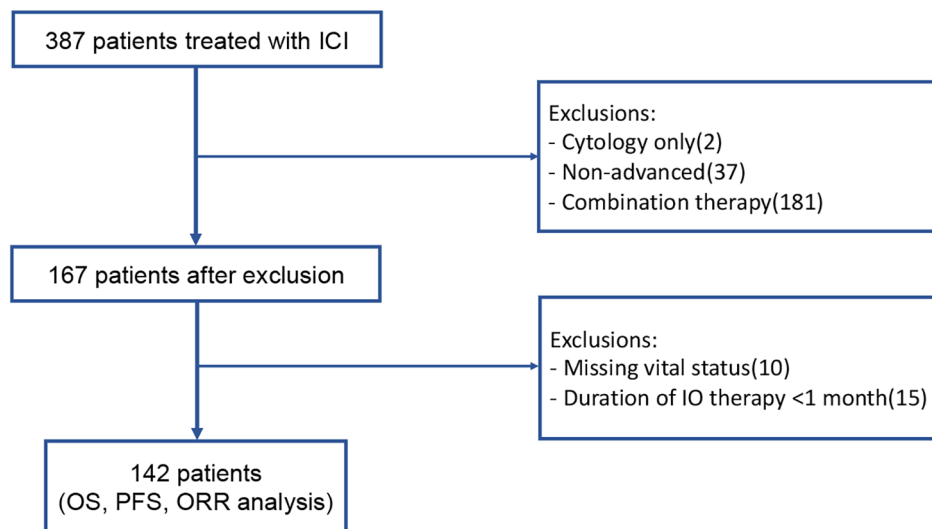 387 patients treated with ICI
Exclusions:
- Cytology only(2)
- Non-advanced(37)
- Combination therapy(181)
167 patients after exclusion
Exclusions:
- Missing vital status(10)
- Duration of IO therapy <1 month(15)
142 patients
(OS, PFS, ORR analysis)